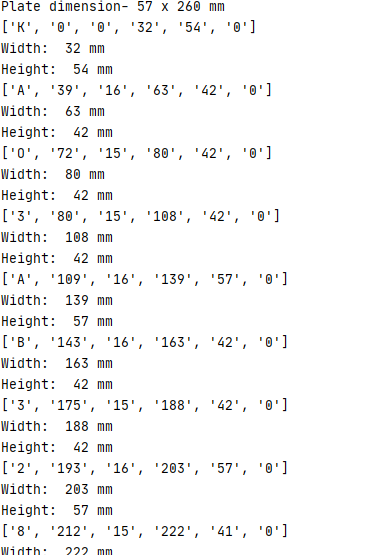 Plate dimension- 57 x 260 mm
['K', '0', '0', '32', '54', '0']
Width:  32 mm
Height:  54 mm
['A', '39', '16', '63', '42', '0']
Width:  63 mm
Height:  42 mm
['O', '72', '15', '80', '42', '0']
Width:  80 mm
Height:  42 mm
['3', '80', '15', '108', '42', '0']
Width:  108 mm
Height:  42 mm
['A', '109', '16', '139', '57', '0']
Width:  139 mm
Height:  57 mm
['B', '143', '16', '163', '42', '0']
Width:  163 mm
Height:  42 mm
['3', '175', '15', '188', '42', '0']
Width:  188 mm
Height:  42 mm
['2', '193', '16', '203', '57', '0']
Width:  203 mm
Height:  57 mm
['8', '212', '15', '222', '41', '0']
Width:  222 mm